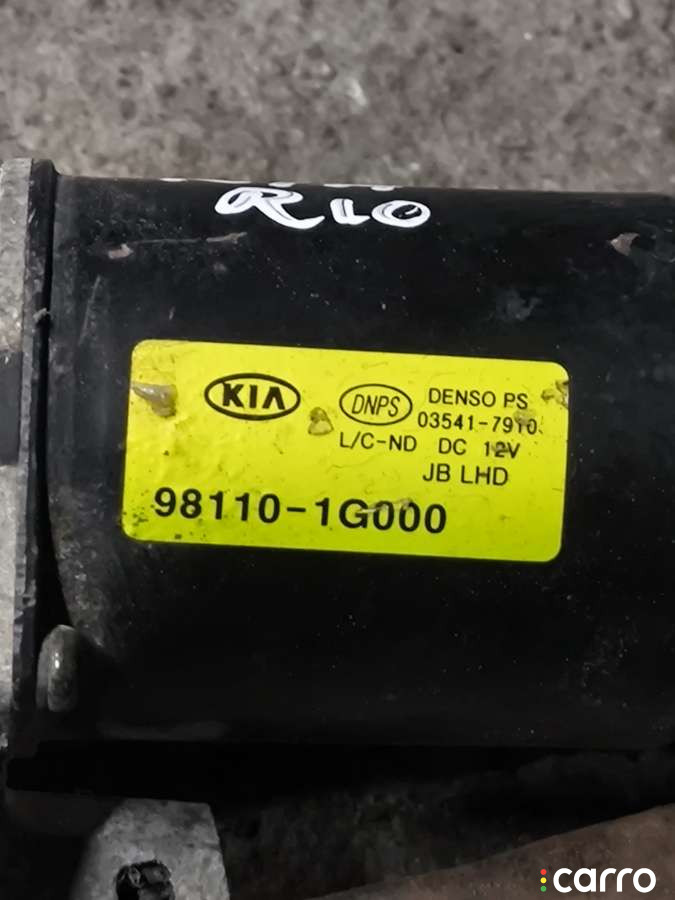 RIO
KIA
DNPS
DENSO PS
03541-7910
L/C-ND DC 12V
JB LHD
98110-1G000
carro